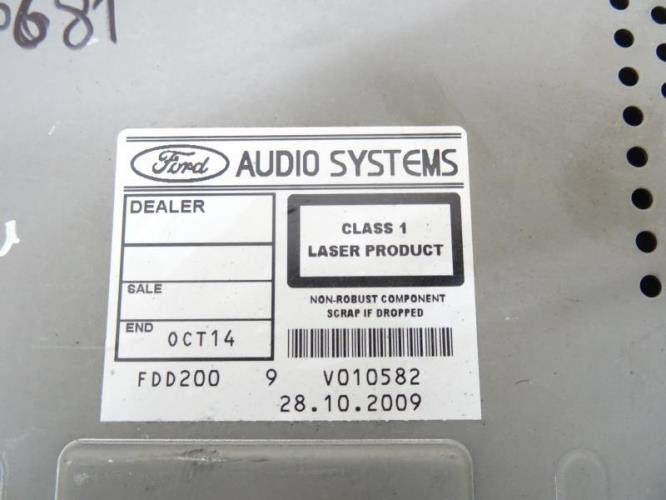 681
Ford AUDIO SYSTEMS
DEALER
CLASS 1
LASER PRODUCT
SALE
NON-ROBUST COMPONENT
SCRAP IF DROPPED
END OCT14
FDD200 9 V010582
28.10.2009